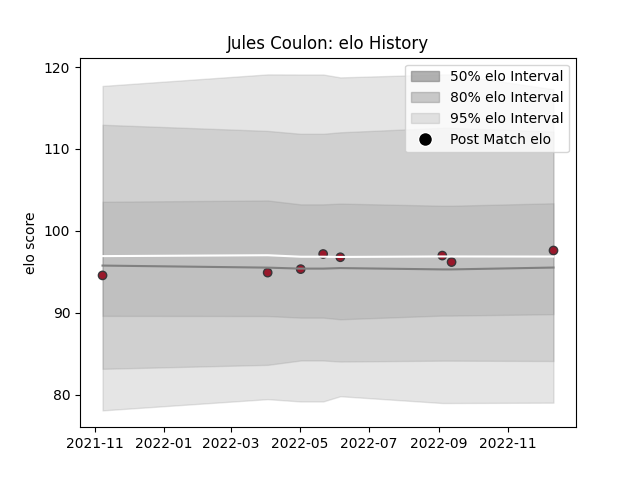 Jules Coulon: elo History
120
110
100
90
80
elo score
50% elo Interval
80% elo Interval
95% elo Interval
Post Match elo
2021-11 2022-01 2022-03 2022-05 2022-07 2022-09 2022-11